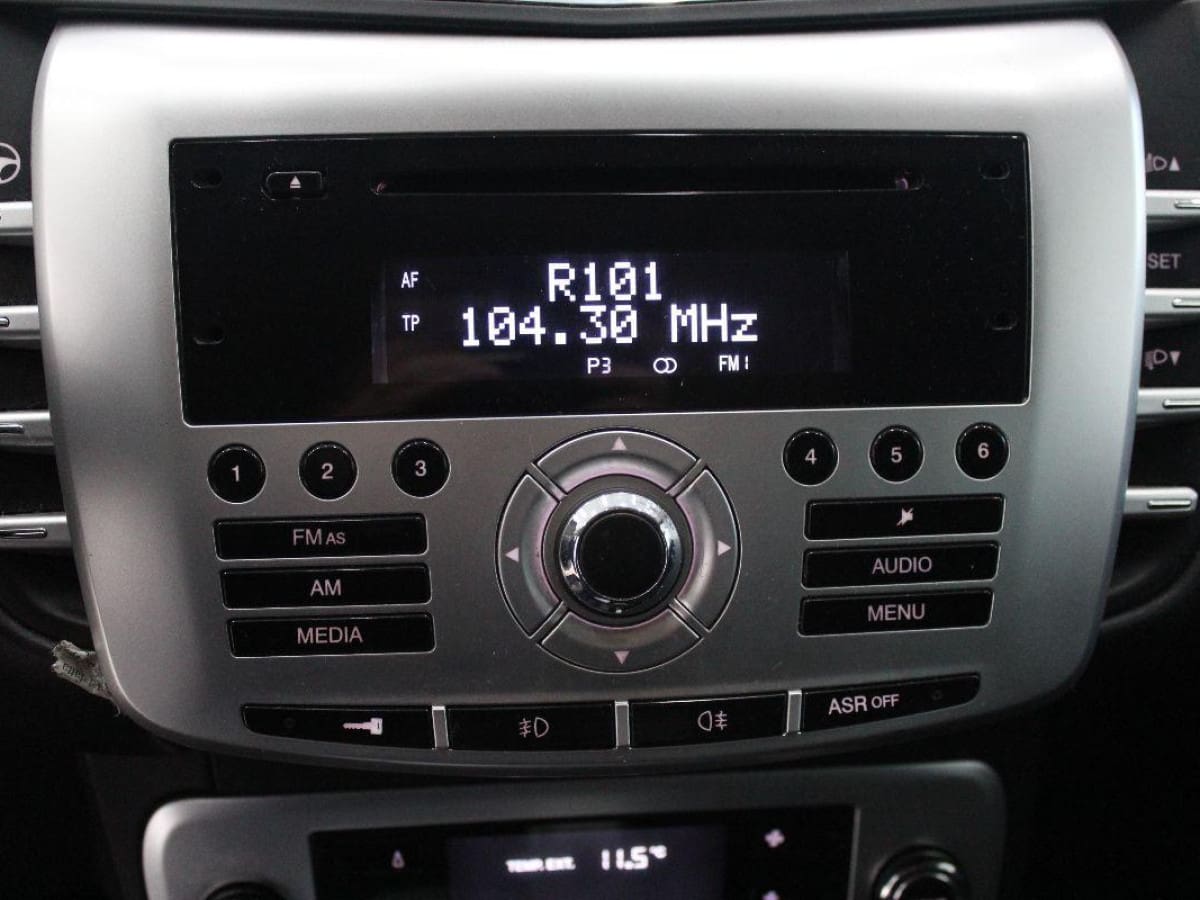 AF R101
TP 104.30 MHz
P3 FM1
SET
1 2 3 4 5 6
FM AS
AM
MEDIA
AUDIO
MENU
ASR OFF
TEMP. EXT. 11.5°C